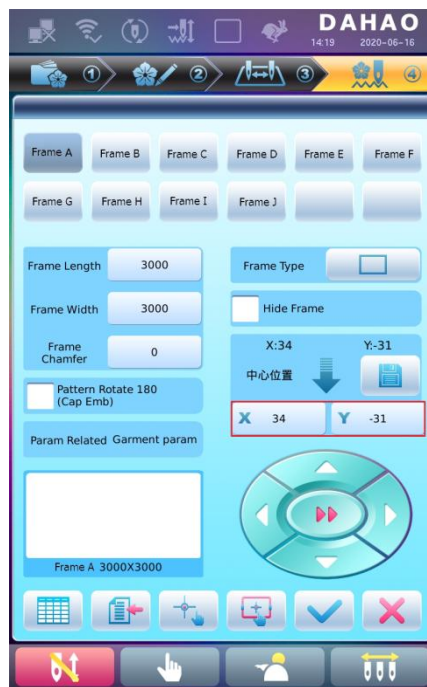 DAHAO
14:19 2020-06-16
① ② ③ ④
Frame A Frame B Frame C Frame D Frame E Frame F
Frame G Frame H Frame I Frame J
Frame Length 3000 Frame Type
Frame Width 3000 Hide Frame
Frame
Chamfer 0
X:34 Y:-31
中心位置
Pattern Rotate 180
(Cap Emb)
X 34 Y -31
Param Related Garment param
Frame A 3000X3000